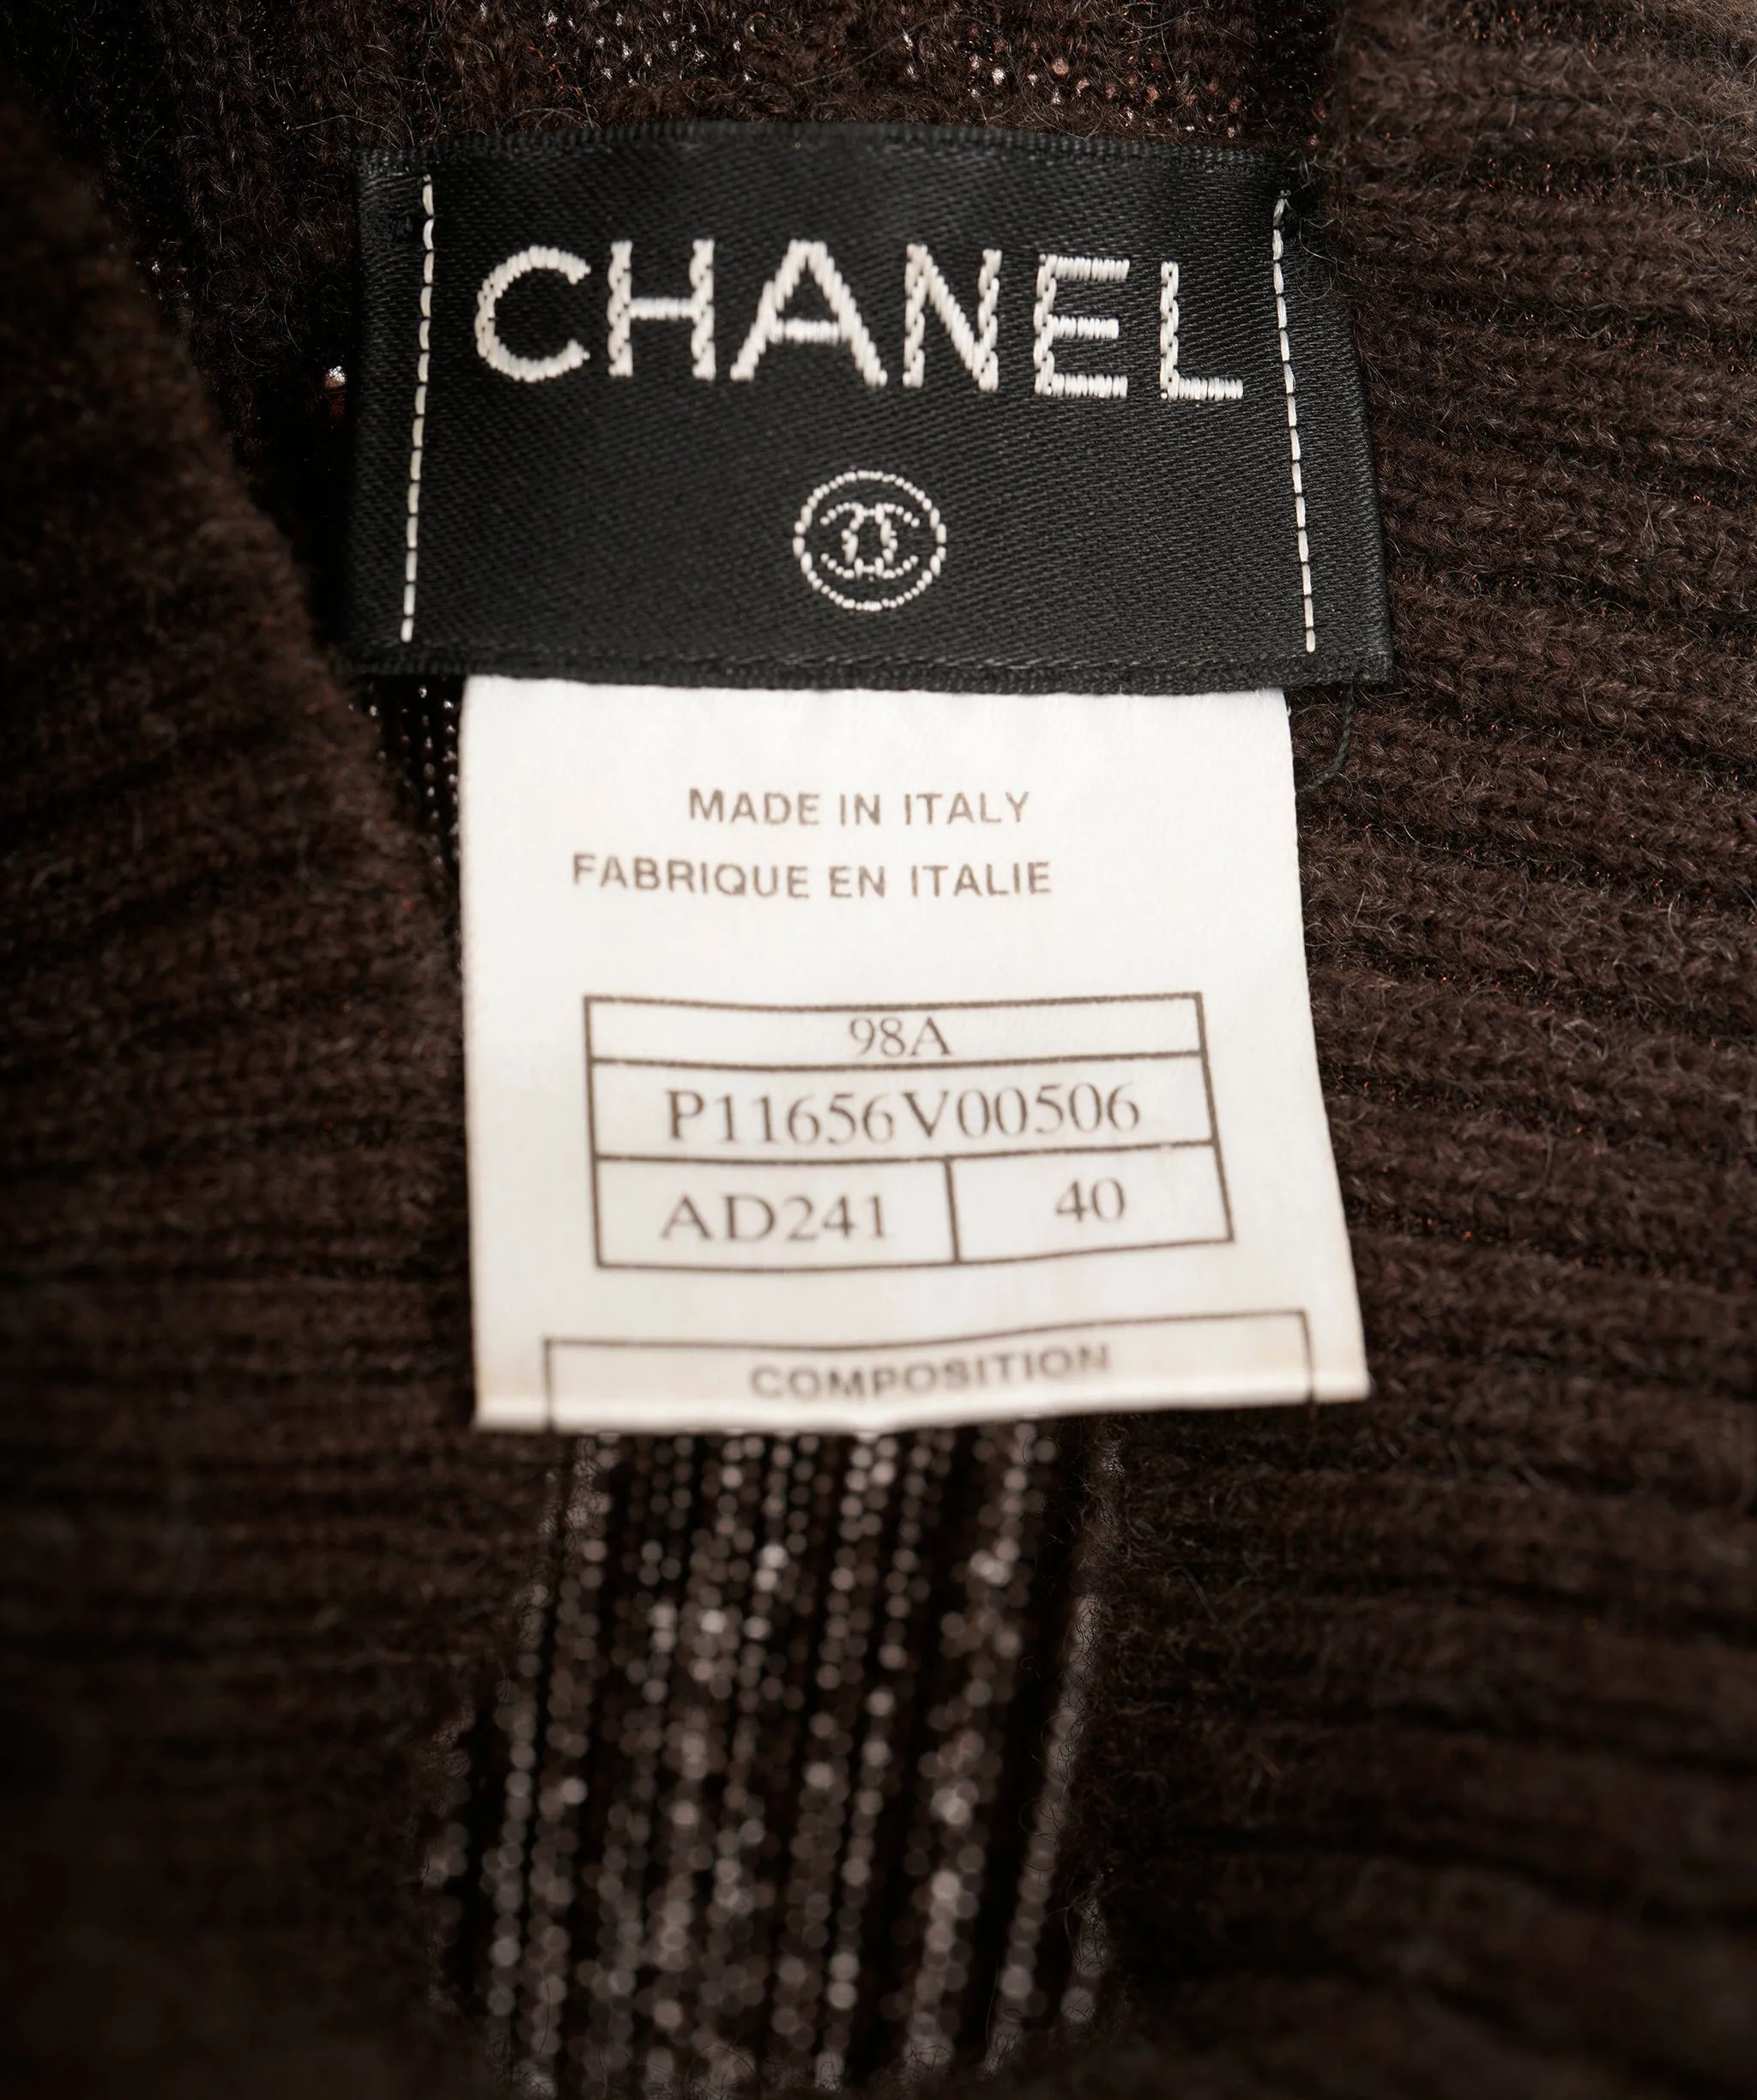 CHANEL
MADE IN ITALY
FABRIQUE EN ITALIE
98A
P11656V00506
AD241 40
COMPOSITION